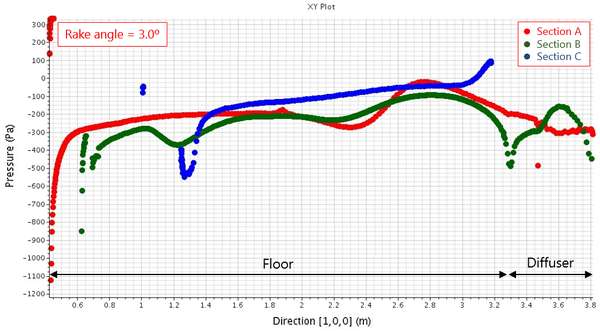 XY Plot
Rake angle = 3.0º
Section A
Section B
Section C
Pressure (Pa)
300
200
100
0
-100
-200
-300
-400
-500
-600
-700
-800
-900
-1000
-1100
-1200
Floor
Diffuser
0.6 0.8 1 1.2 1.4 1.6 1.8 2 2.2 2.4 2.6 2.8 3 3.2 3.4 3.6 3.8
Direction [1,0,0] (m)